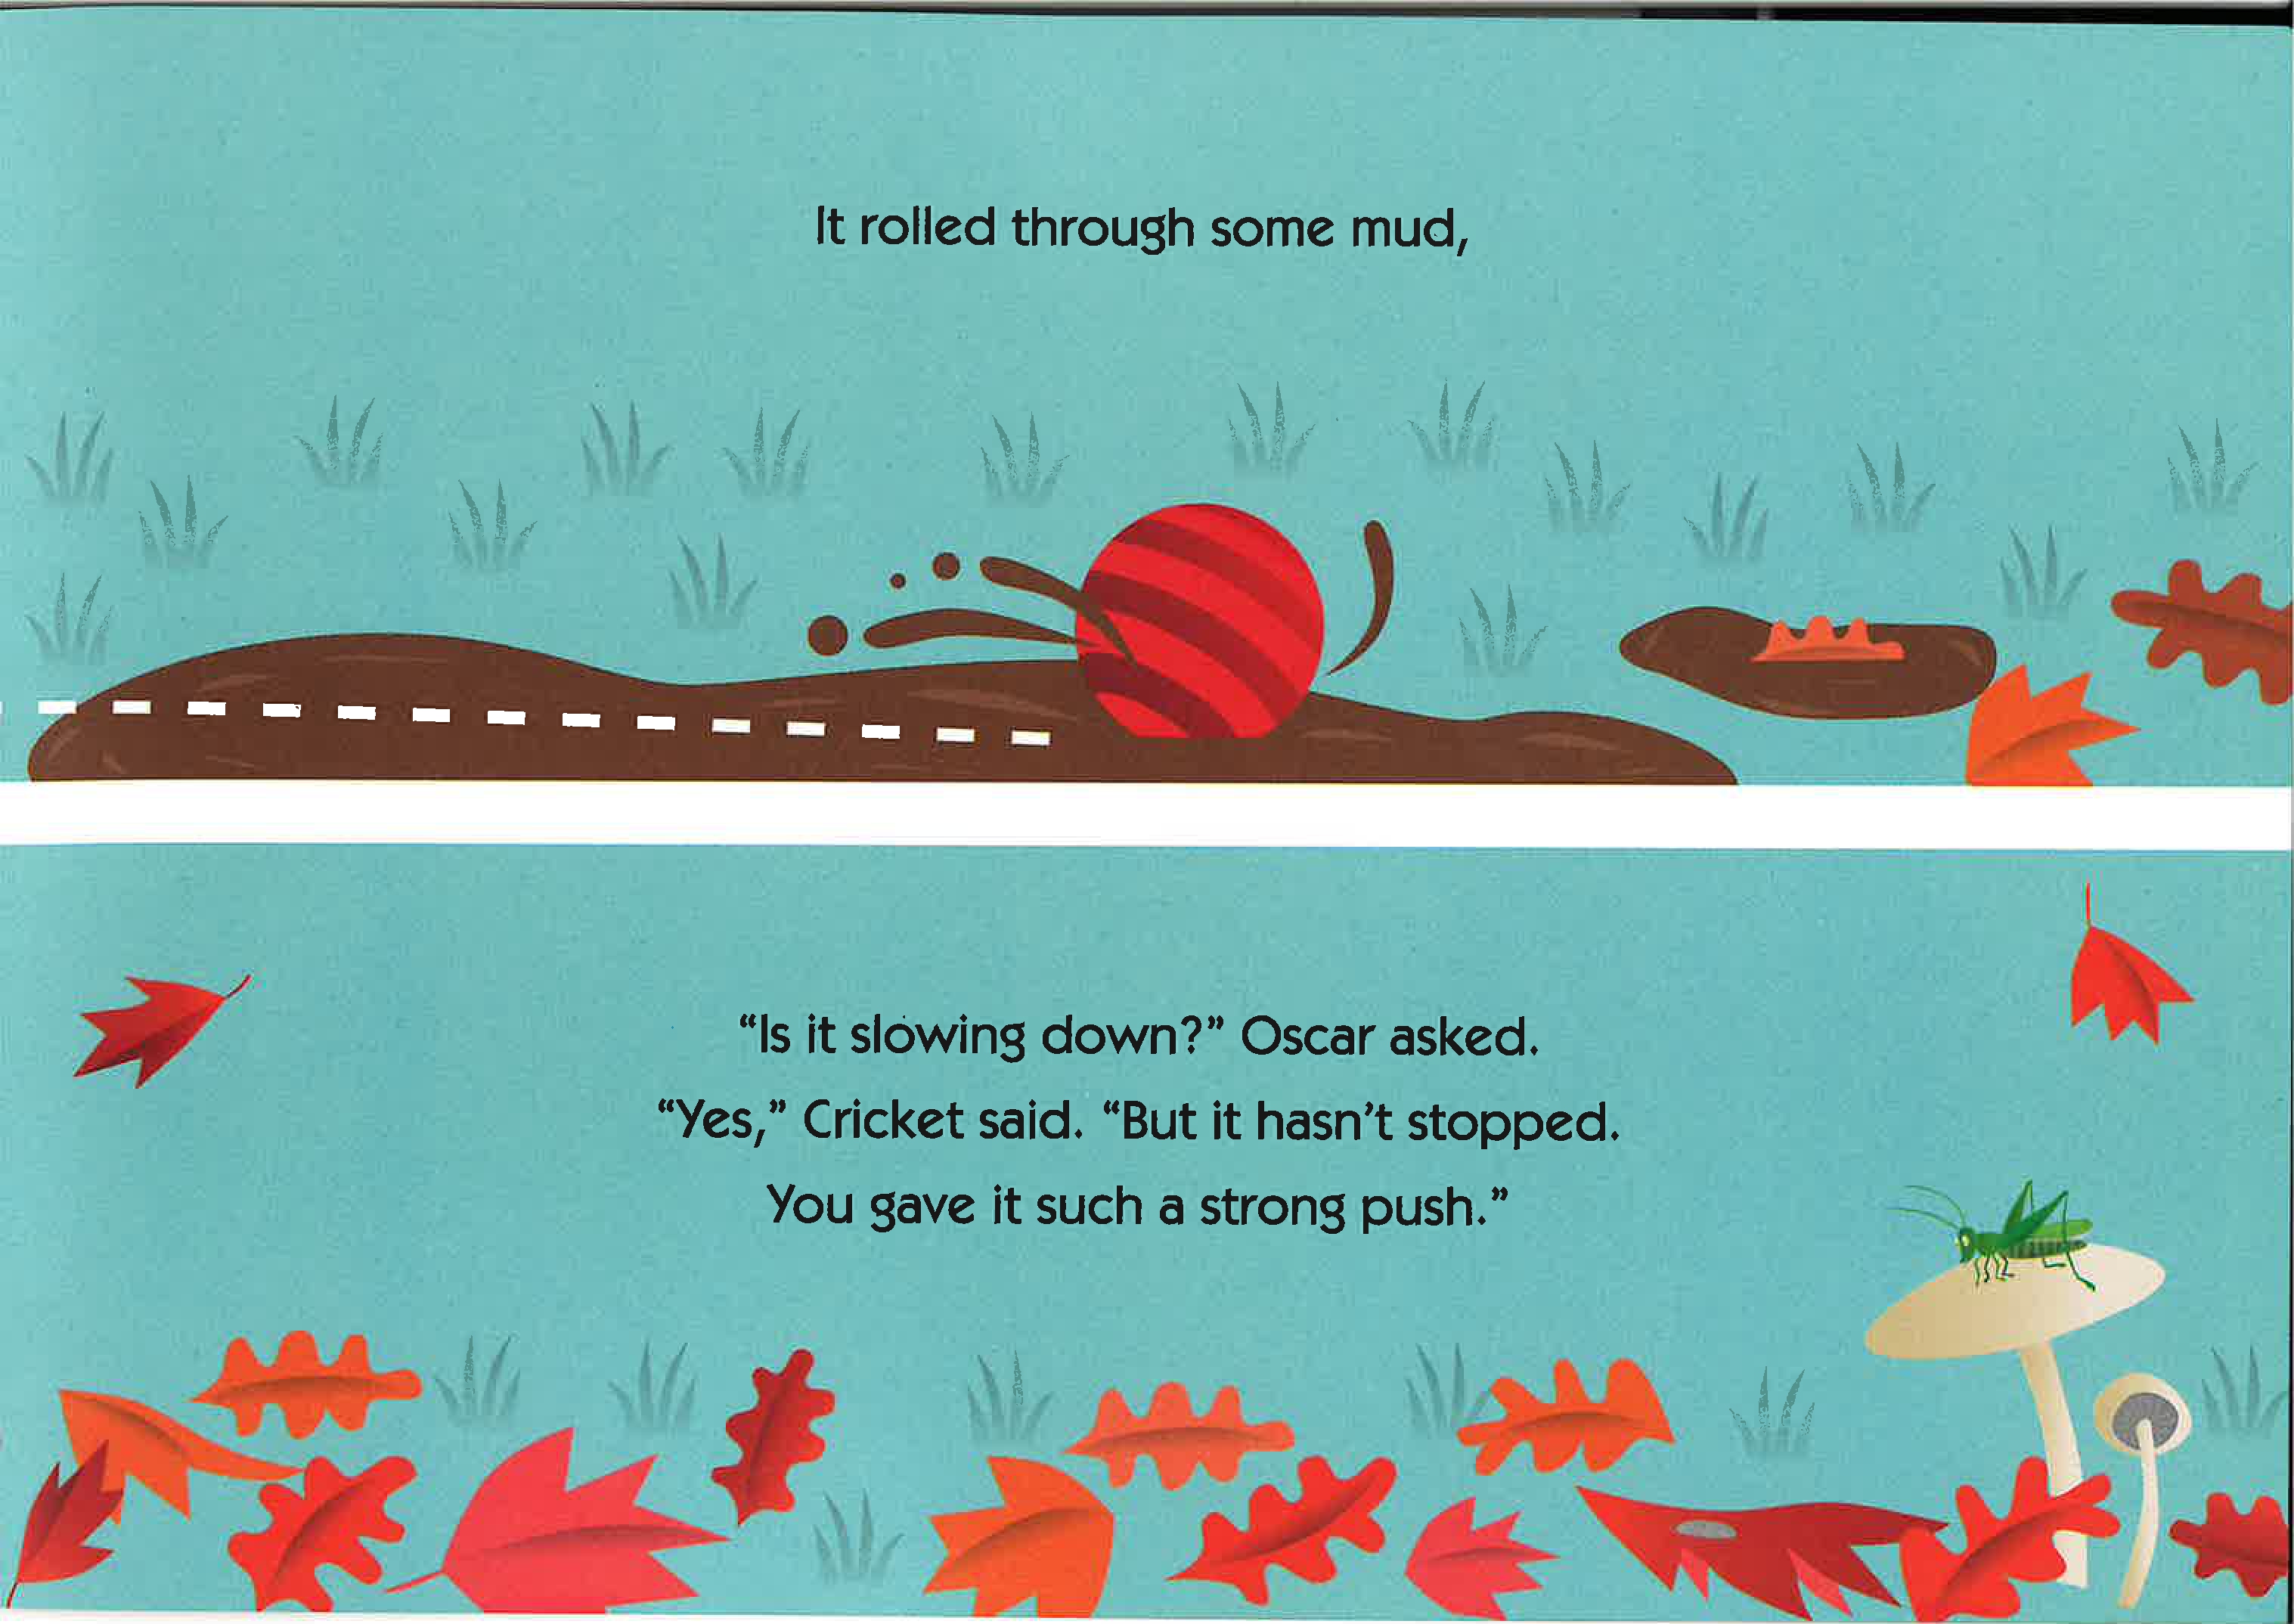 It rolled through some mud,
“Is it slowing down?” Oscar asked.
“Yes,” Cricket said. “But it hasn’t stopped.
You gave it such a strong push.”